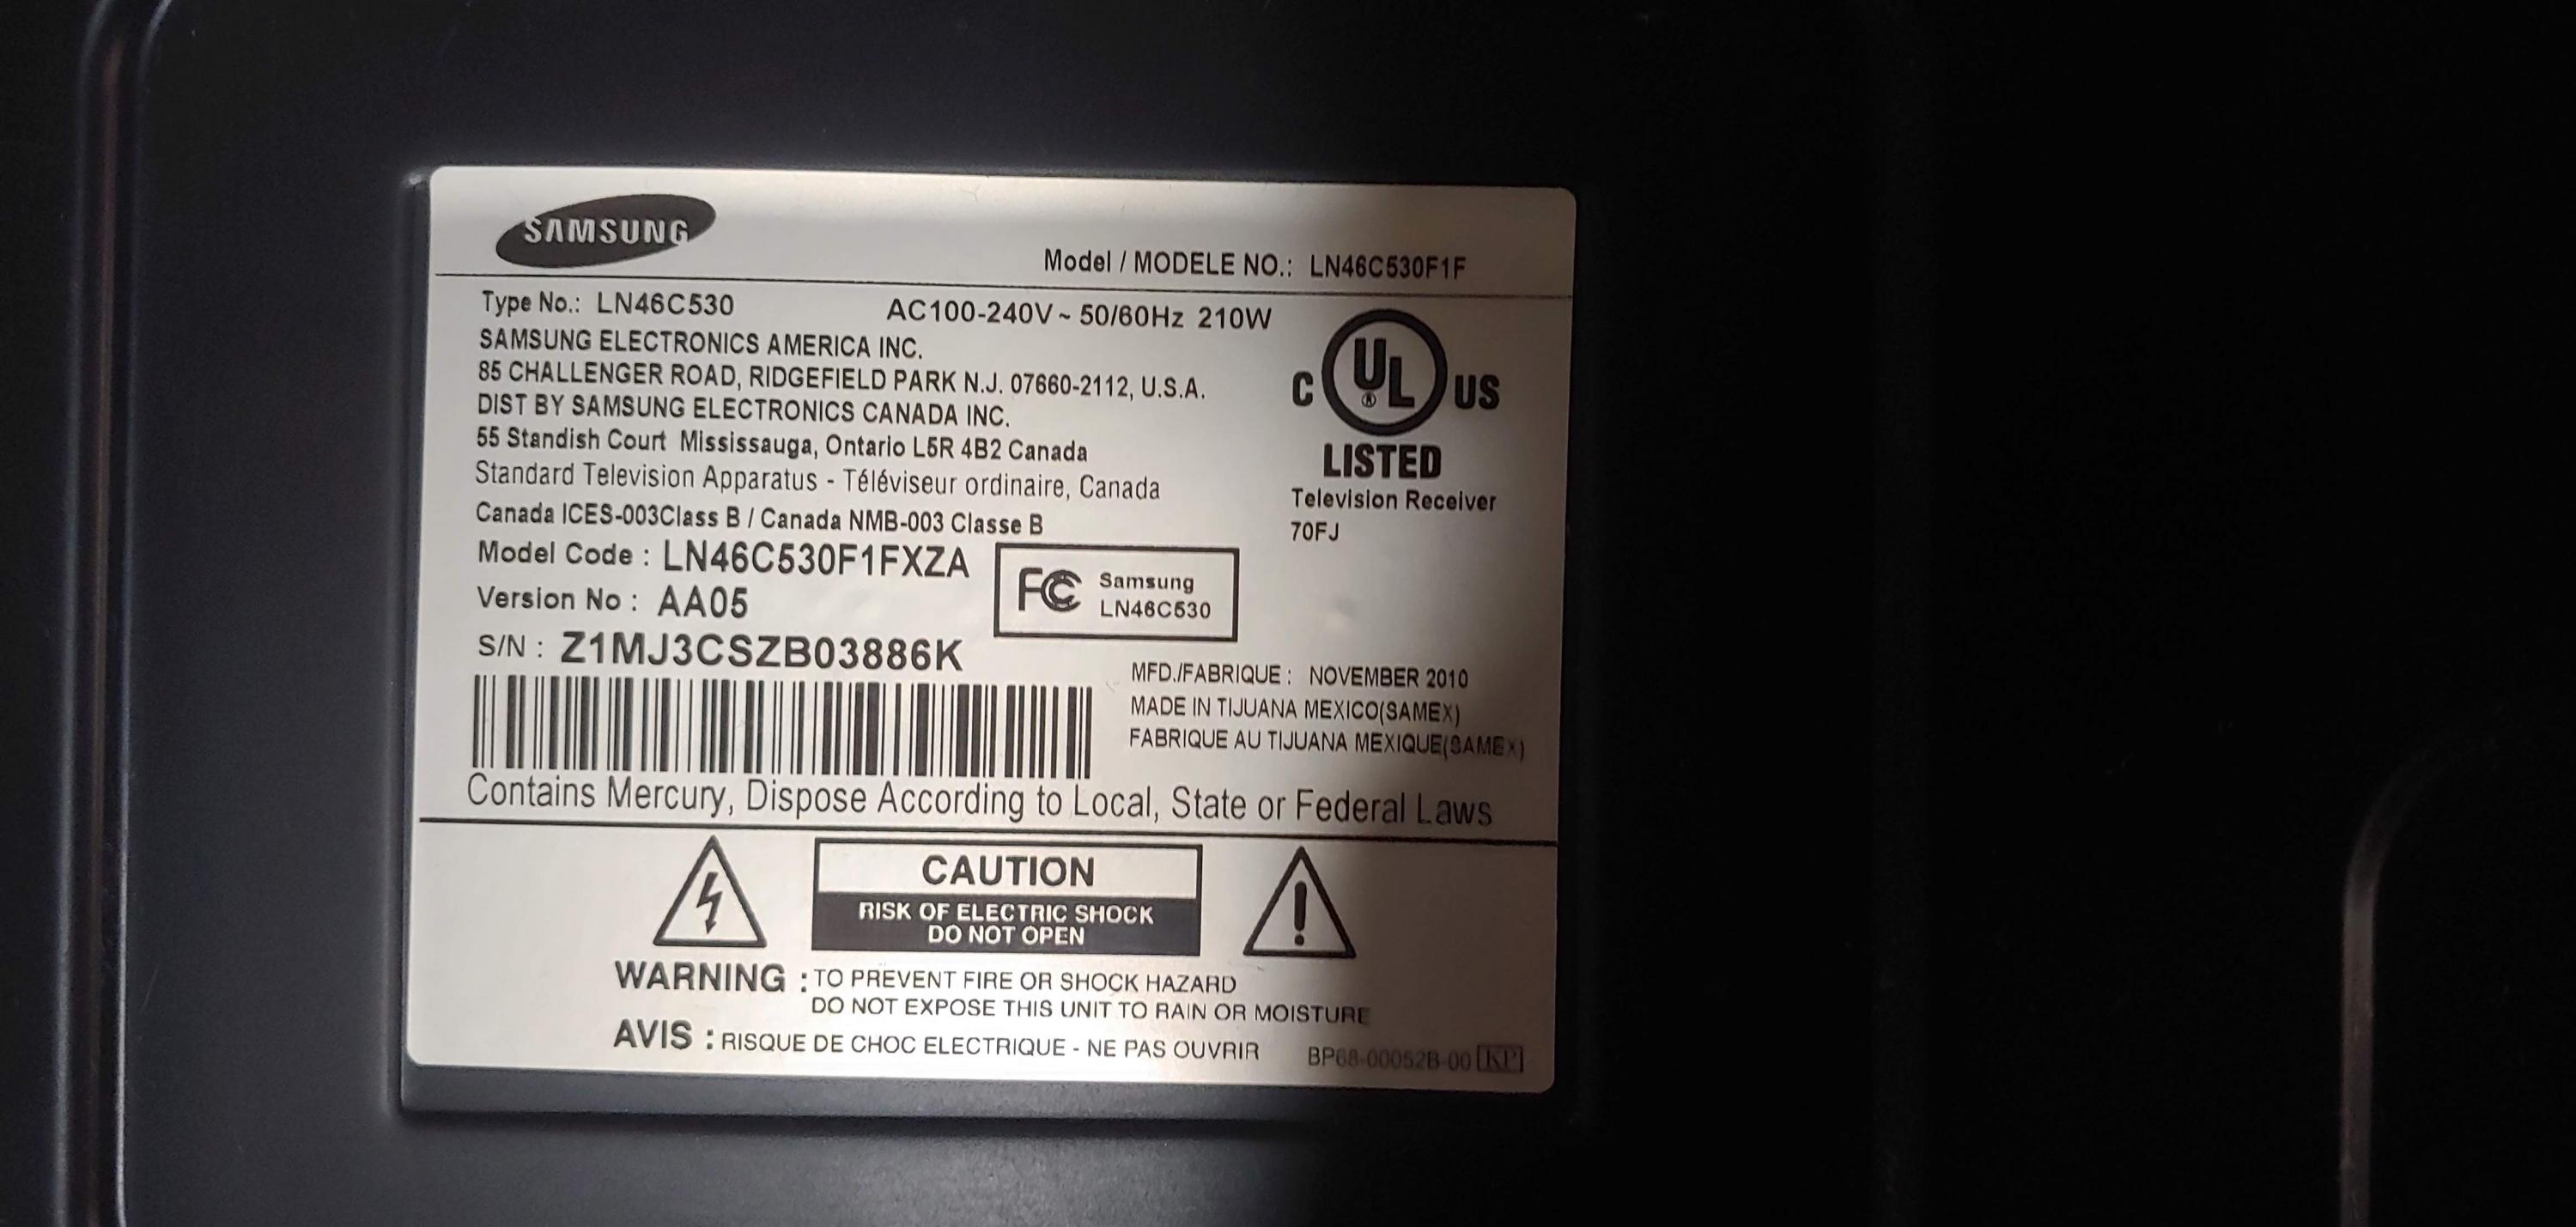 SAMSUNG
Model / MODELE NO.: LN46C530F1F
Type No.: LN46C530 AC100-240V ~ 50/60Hz 210W
SAMSUNG ELECTRONICS AMERICA INC.
85 CHALLENGER ROAD, RIDGEFIELD PARK N.J. 07660-2112, U.S.A.
DIST BY SAMSUNG ELECTRONICS CANADA INC.
55 Standish Court Mississauga, Ontario L5R 4B2 Canada
Standard Television Apparatus - Téléviseur ordinaire, Canada
Canada ICES-003Class B / Canada NMB-003 Classe B
C UL ® US
LISTED
Television Receiver
70FJ
Model Code : LN46C530F1FXZA
Version No : AA05
S/N : Z1MJ3CSZB03886K
FC Samsung
LN46C530
MFD./FABRIQUE : NOVEMBER 2010
MADE IN TIJUANA MEXICO(SAMEX)
FABRIQUE AU TIJUANA MEXIQUE(SAMEX)
Contains Mercury, Dispose According to Local, State or Federal Laws
CAUTION
RISK OF ELECTRIC SHOCK
DO NOT OPEN
WARNING : TO PREVENT FIRE OR SHOCK HAZARD
DO NOT EXPOSE THIS UNIT TO RAIN OR MOISTURE
AVIS : RISQUE DE CHOC ELECTRIQUE - NE PAS OUVRIR
BP68-00052B-00 KP